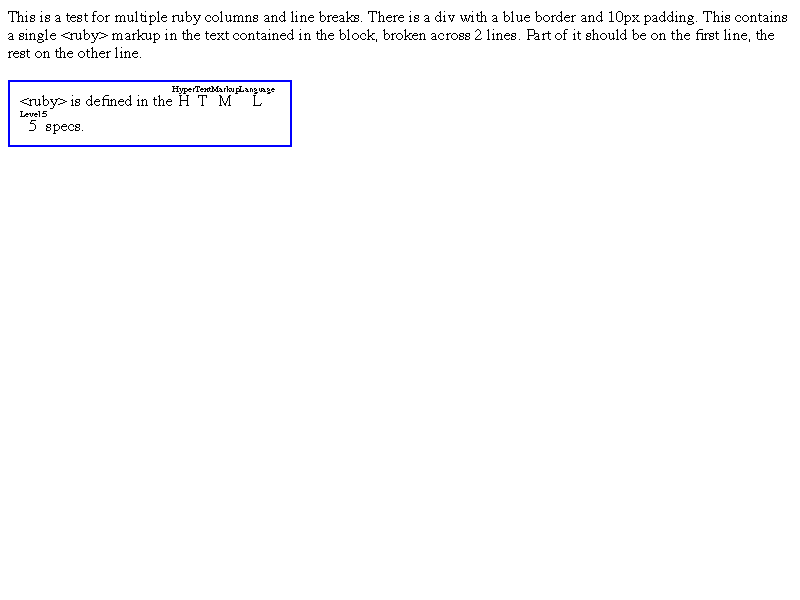 This is a test for multiple ruby columns and line breaks. There is a div with a blue border and 10px padding. This contains
a single <ruby> markup in the text contained in the block, broken across 2 lines. Part of it should be on the first line, the
rest on the other line.
HyperTextMarkupLanguage
<ruby> is defined in the H T M L
Level 5
5 specs.